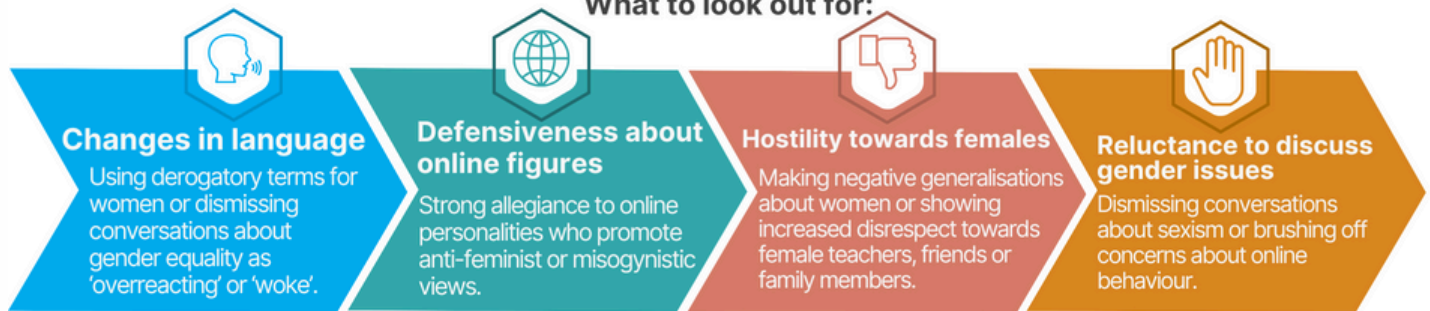 What to look out for:
Changes in language
Using derogatory terms for
women or dismissing
conversations about
gender equality as
‘overreacting’ or ‘woke’.
Defensiveness about
online figures
Strong allegiance to online
personalities who promote
anti-feminist or misogynistic
views.
Hostility towards females
Making negative generalisations
about women or showing
increased disrespect towards
female teachers, friends or
family members.
Reluctance to discuss
gender issues
Dismissing conversations
about sexism or brushing off
concerns about online
behaviour.